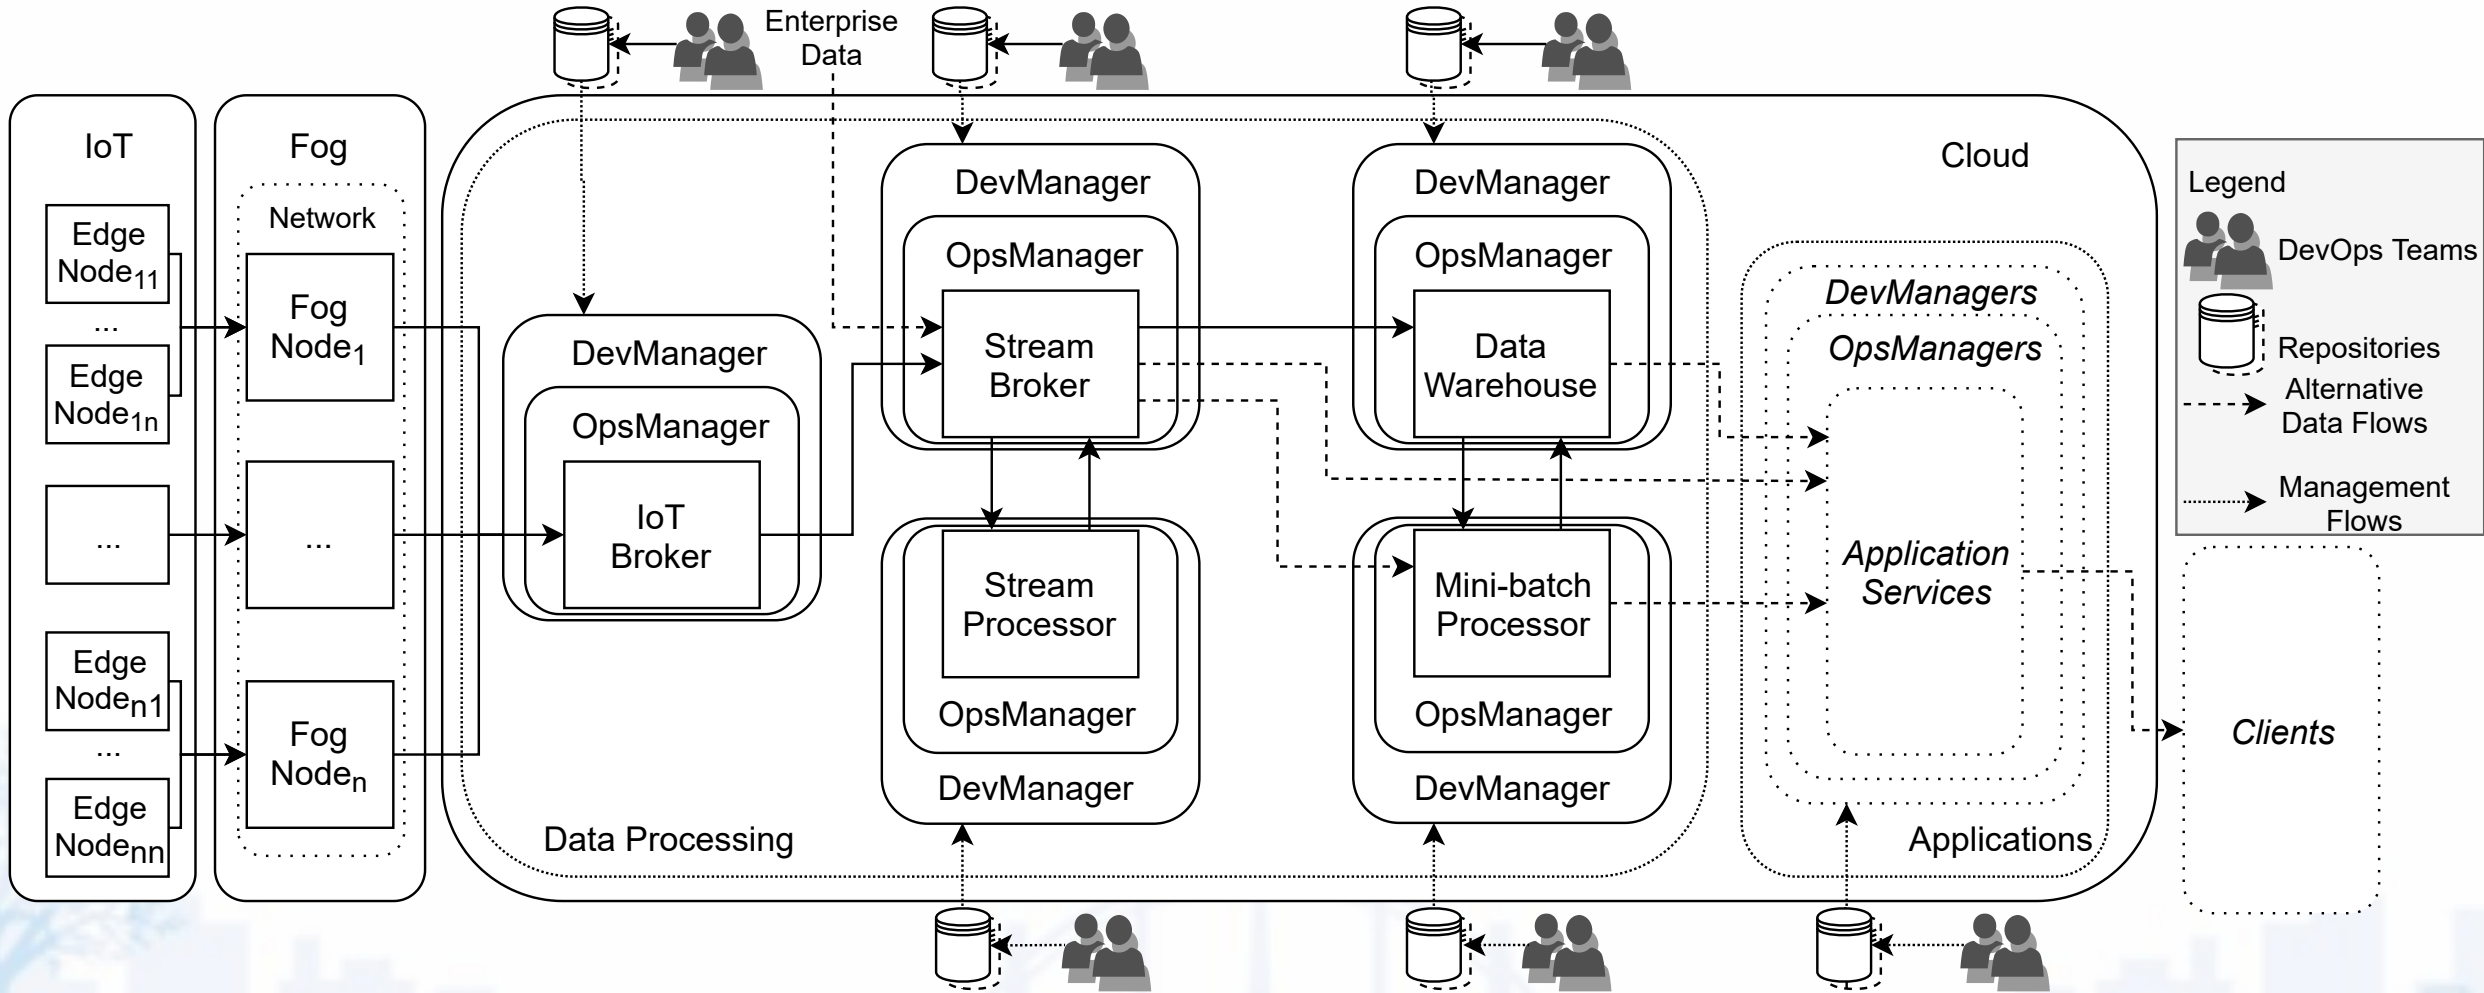 Enterprise
Data
IoT
Edge
Node11
...
Edge
Node1n
...
Edge
Noden1
...
Edge
Nodenn
Fog
Network
Fog
Node1
...
Fog
Noden
DevManager
OpsManager
IoT
Broker
Data Processing
DevManager
OpsManager
Stream
Broker
Stream
Processor
OpsManager
DevManager
DevManager
OpsManager
Data
Warehouse
Mini-batch
Processor
OpsManager
DevManager
Cloud
DevManagers
OpsManagers
Application
Services
Applications
Legend
DevOps Teams
Repositories
Alternative
Data Flows
Management
Flows
Clients